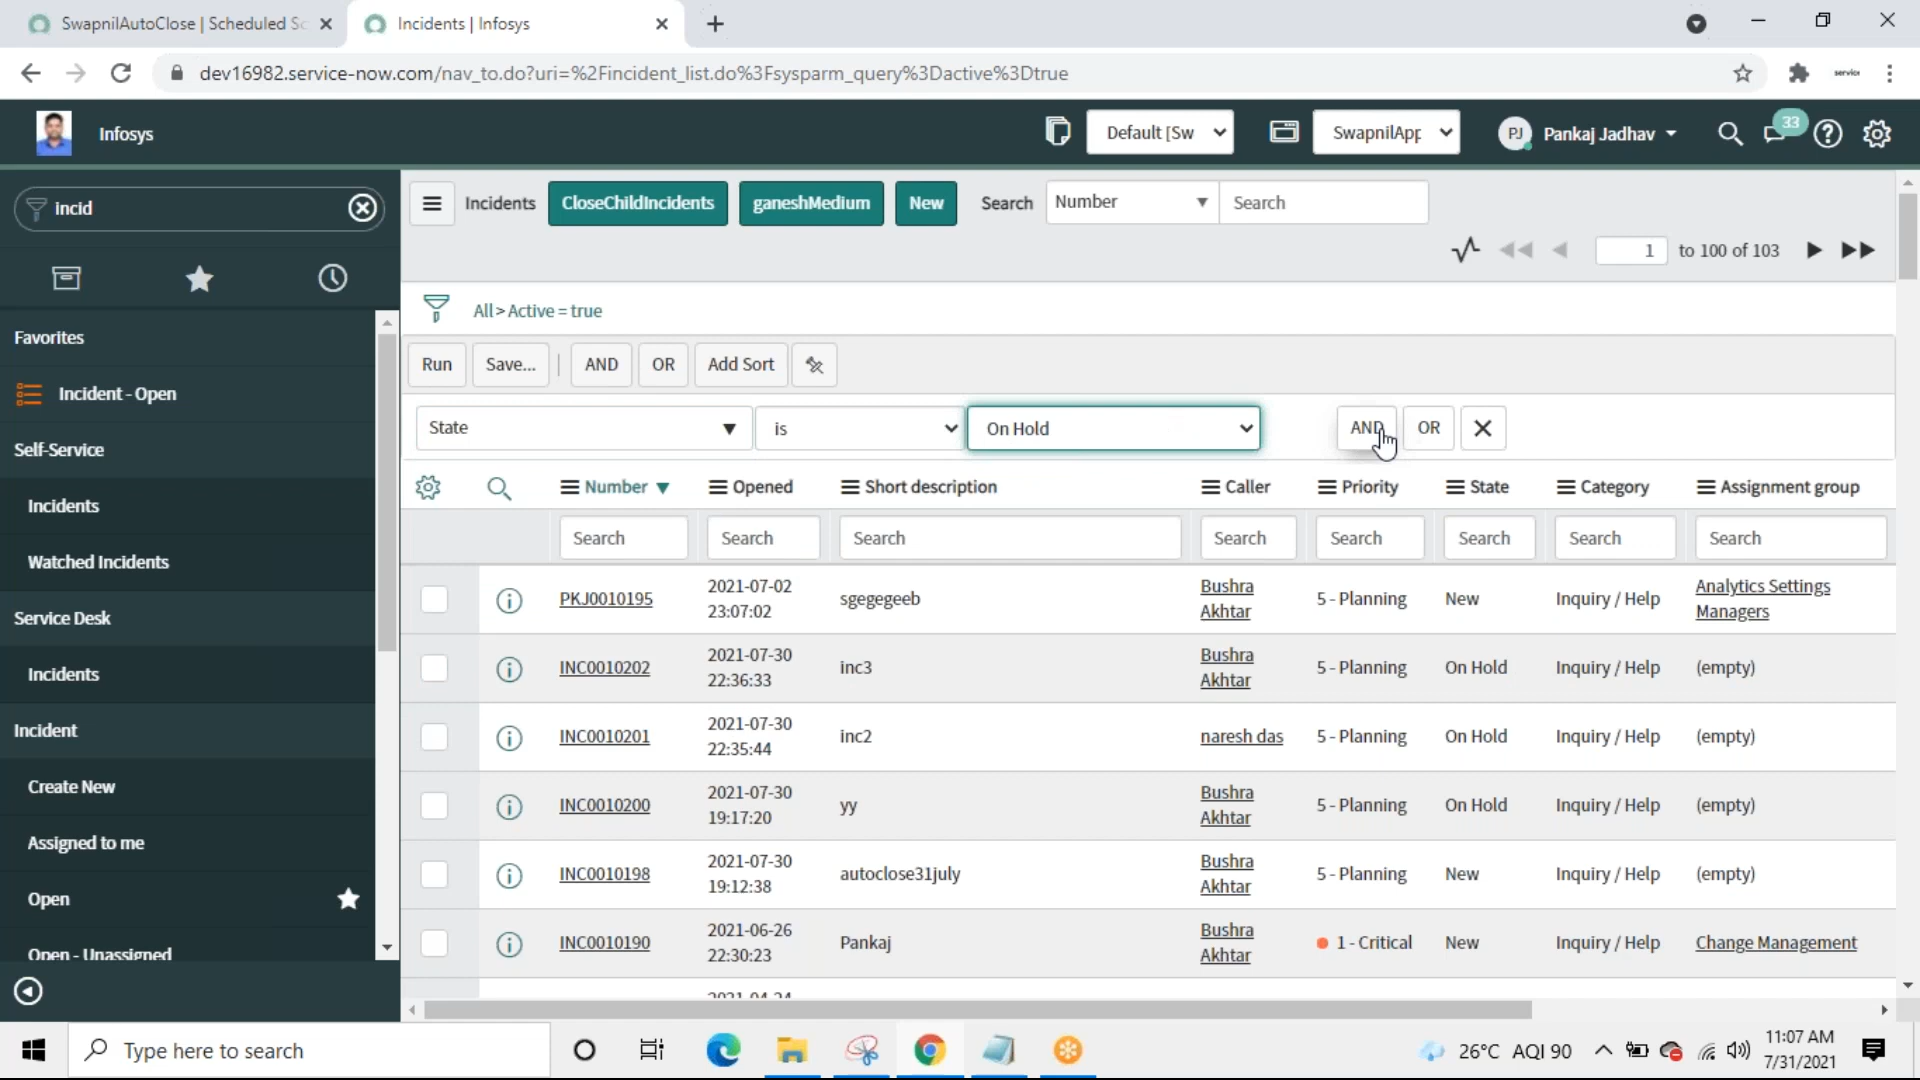 SwapnilAutoClose | Scheduled Sc
Incidents | Infosys
dev16982.service-now.com/nav_to.do?uri=%2Fincident_list.do%3Fsysparm_query%3Dactive%3Dtrue
service
Infosys
Default [Sw
SwapnilApp
PJ
Pankaj Jadhav
33
incid
Incidents
CloseChildIncidents
ganeshMedium
New
Search
Number
Search
1
to 100 of 103
Favorites
Incident - Open
Self-Service
Incidents
Watched Incidents
Service Desk
Incidents
Incident
Create New
Assigned to me
Open
Open - Unassigned
All > Active = true
Run
Save...
AND
OR
Add Sort
State
is
On Hold
AND
OR
Number
Opened
Short description
Caller
Priority
State
Category
Assignment group
Search
Search
Search
Search
Search
Search
Search
Search
PKJ0010195
2021-07-02
23:07:02
sgegegeeb
Bushra
Akhtar
5 - Planning
New
Inquiry / Help
Analytics Settings
Managers
INC0010202
2021-07-30
22:36:33
inc3
Bushra
Akhtar
5 - Planning
On Hold
Inquiry / Help
(empty)
INC0010201
2021-07-30
22:35:44
inc2
naresh das
5 - Planning
On Hold
Inquiry / Help
(empty)
INC0010200
2021-07-30
19:17:20
yy
Bushra
Akhtar
5 - Planning
On Hold
Inquiry / Help
(empty)
INC0010198
2021-07-30
19:12:38
autoclose31july
Bushra
Akhtar
5 - Planning
New
Inquiry / Help
(empty)
INC0010190
2021-06-26
22:30:23
Pankaj
Bushra
Akhtar
1 - Critical
New
Inquiry / Help
Change Management
2021-04-24
Type here to search
26°C AQI 90
11:07 AM
7/31/2021